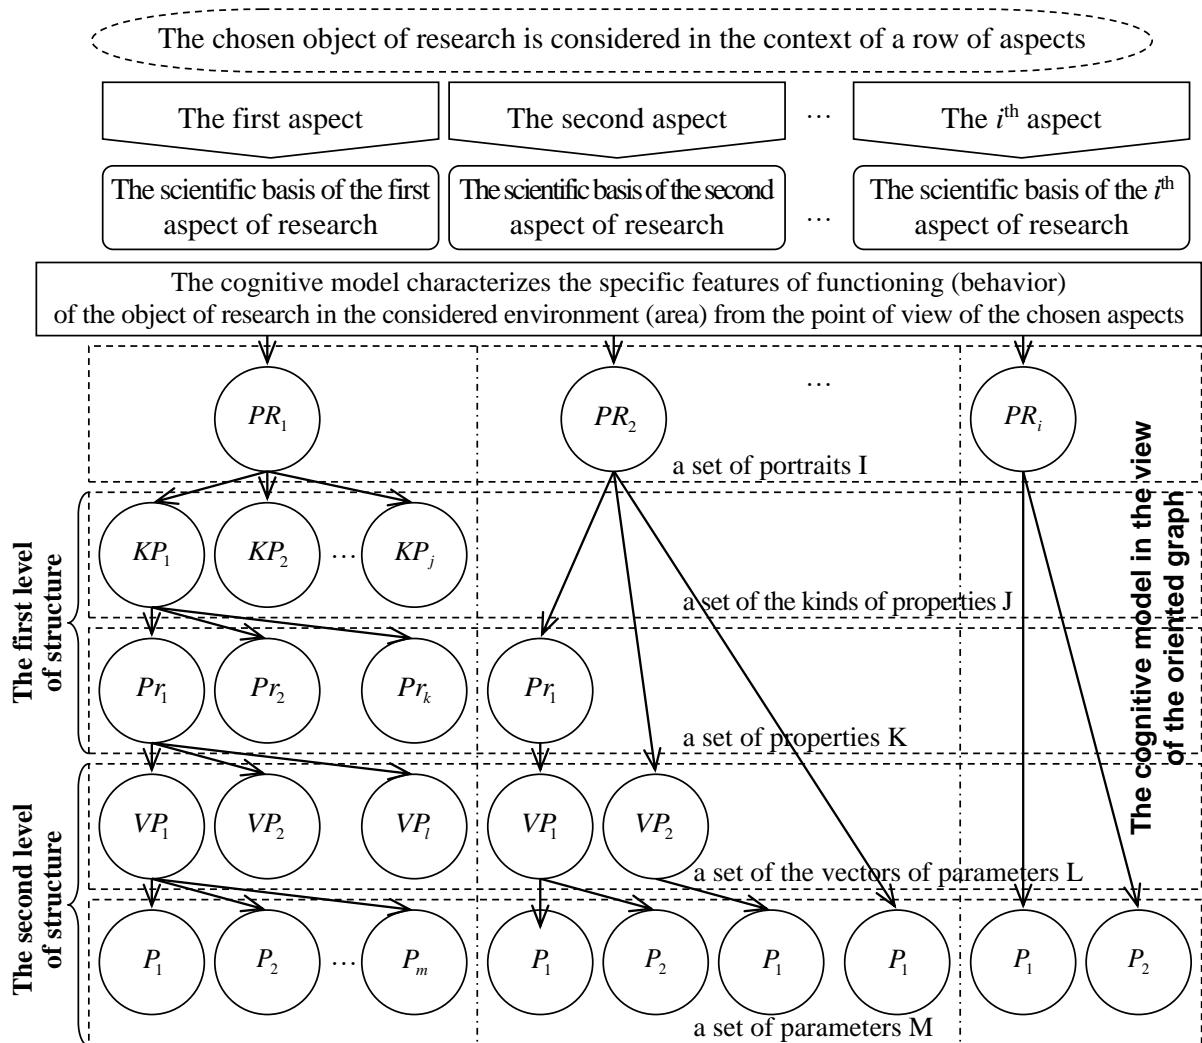 The chosen object of research is considered in the context of a row of aspects
The first aspect
The second aspect
…
The i^th aspect
The scientific basis of the first
aspect of research
The scientific basis of the second
aspect of research
…
The scientific basis of the i^th
aspect of research
The cognitive model characterizes the specific features of functioning (behavior)
of the object of research in the considered environment (area) from the point of view of the chosen aspects
PR₁
PR₂
…
PRᵢ
a set of portraits I
The first level
of structure
KP₁
KP₂
…
KPⱼ
a set of the kinds of properties J
Pr₁
Pr₂
Prₖ
Pr₁
a set of properties K
The second level
of structure
VP₁
VP₂
VPₗ
VP₁
VP₂
a set of the vectors of parameters L
P₁
P₂
…
Pₘ
P₁
P₂
P₁
P₁
P₁
P₂
a set of parameters M
The cognitive model in the view
of the oriented graph